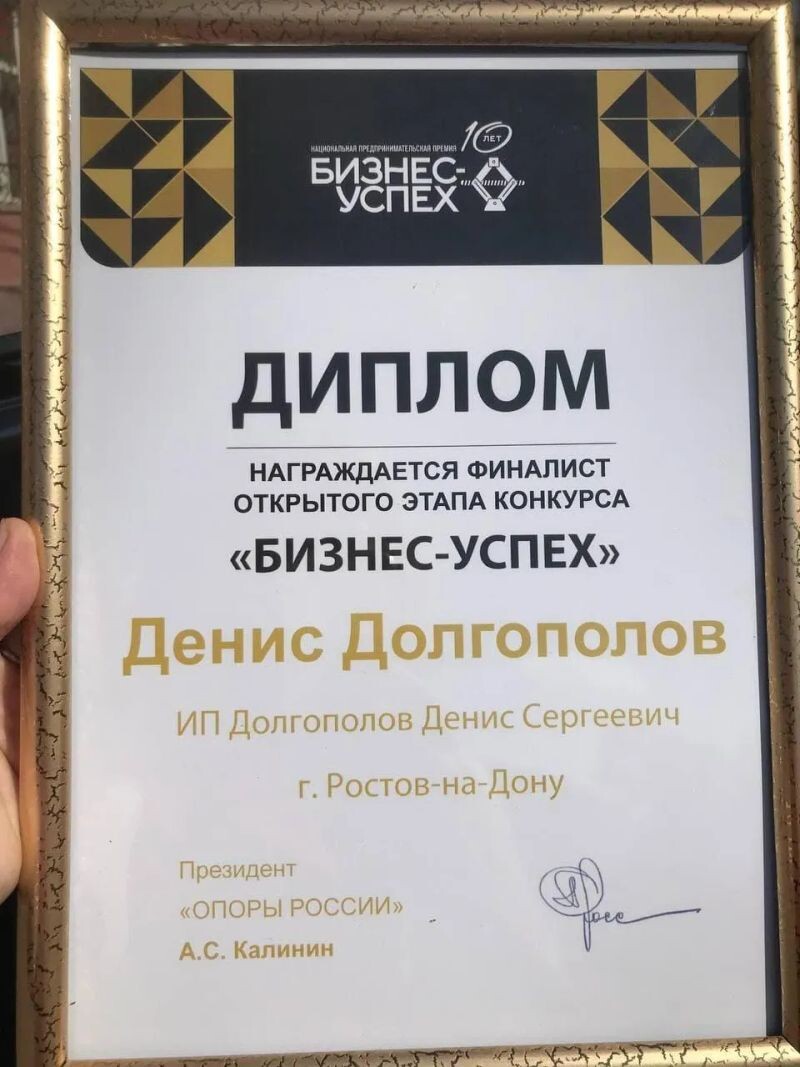 НАЦИОНАЛЬНАЯ ПРЕДПРИНИМАТЕЛЬСКАЯ ПРЕМИЯ
10 ЛЕТ
БИЗНЕС-
УСПЕХ
ДИПЛОМ
НАГРАЖДАЕТСЯ ФИНАЛИСТ
ОТКРЫТОГО ЭТАПА КОНКУРСА
«БИЗНЕС-УСПЕХ»
Денис Долгополов
ИП Долгополов Денис Сергеевич
г. Ростов-на-Дону
Президент
«ОПОРЫ РОССИИ»
А.С. Калинин